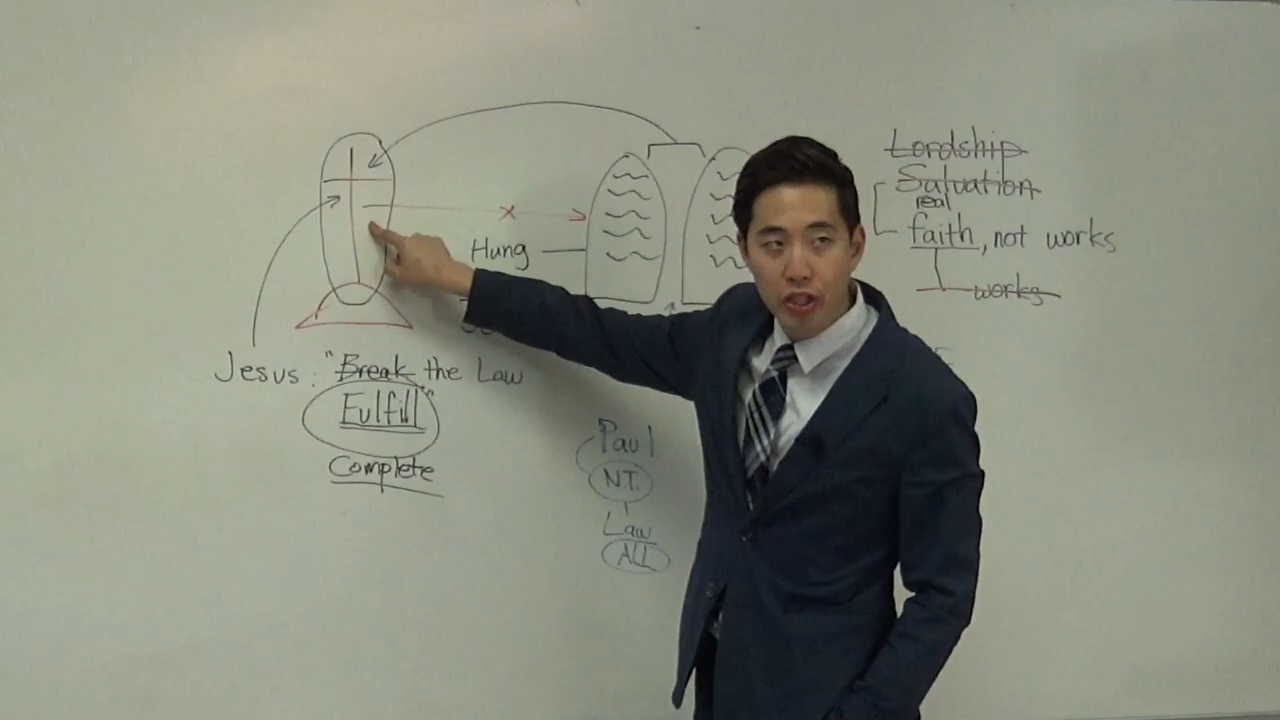 Lordship
Salvation
real
faith, not works
works
Hung
Jesus: "Break the Law
Fulfill"
Complete
Paul
N.T.
Law
ALL